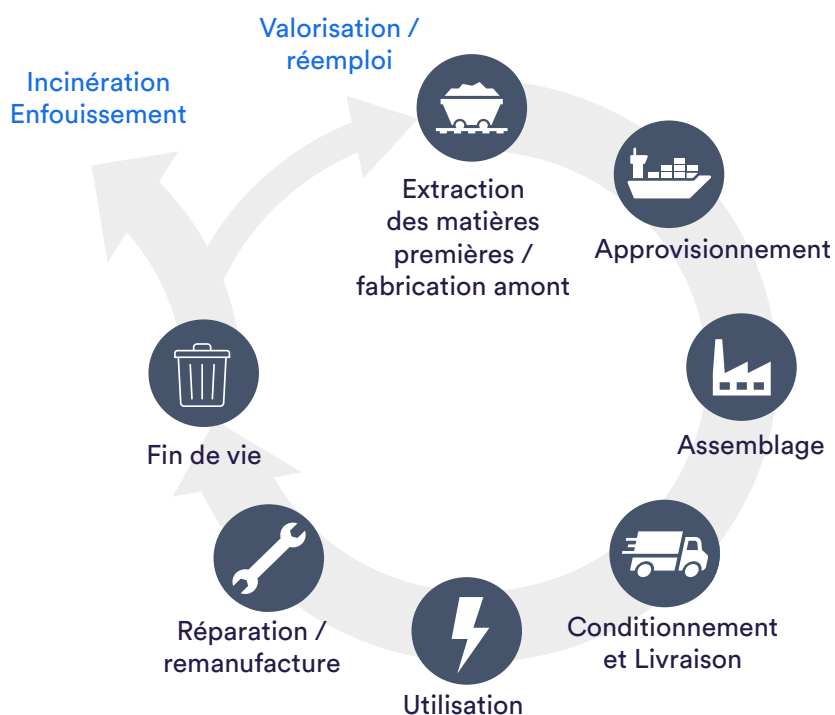 Valorisation /
réemploi
Incinération
Enfouissement
Extraction
des matières
premières /
fabrication amont
Approvisionnement
Assemblage
Conditionnement
et Livraison
Utilisation
Réparation /
remanufacture
Fin de vie